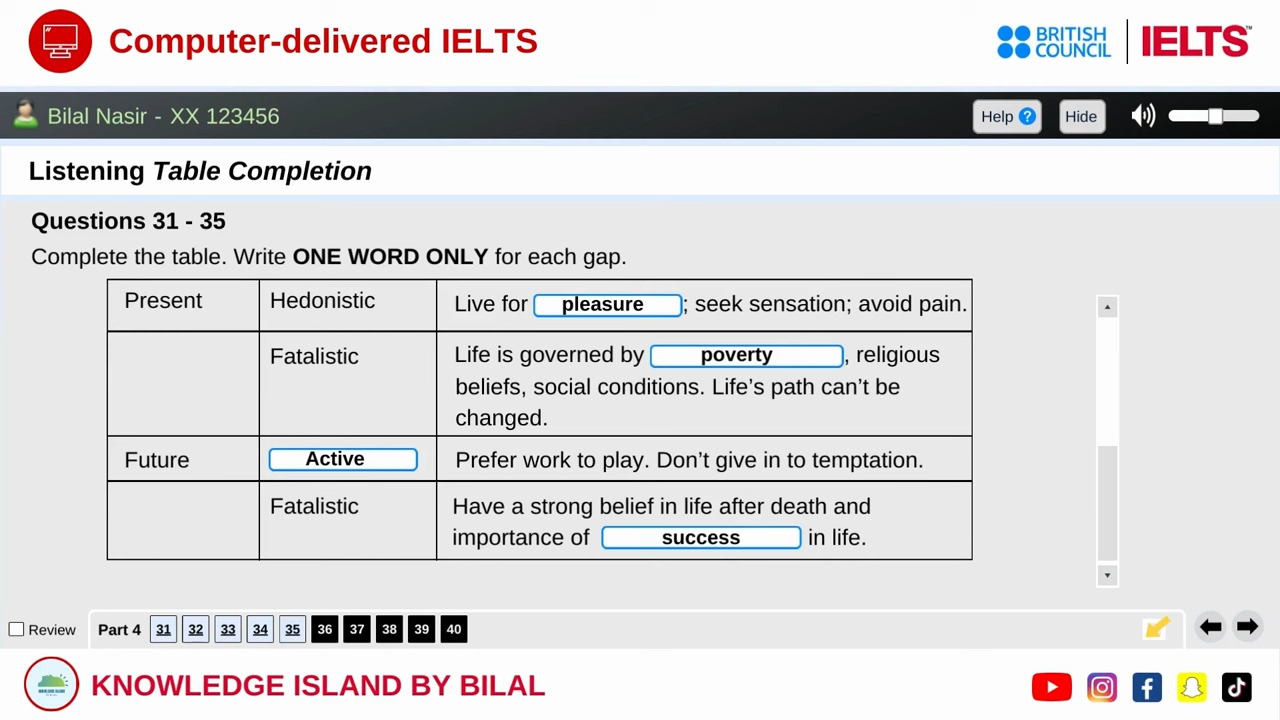 Computer-delivered IELTS
BRITISH COUNCIL
IELTS™
Bilal Nasir - XX 123456
Help ?
Hide
Listening Table Completion
Questions 31 - 35
Complete the table. Write ONE WORD ONLY for each gap.
Present Hedonistic Live for pleasure ; seek sensation; avoid pain.
Fatalistic Life is governed by poverty , religious
beliefs, social conditions. Life’s path can’t be
changed.
Future Active Prefer work to play. Don’t give in to temptation.
Fatalistic Have a strong belief in life after death and
importance of success in life.
Review Part 4 31 32 33 34 35 36 37 38 39 40
KNOWLEDGE ISLAND BY BILAL